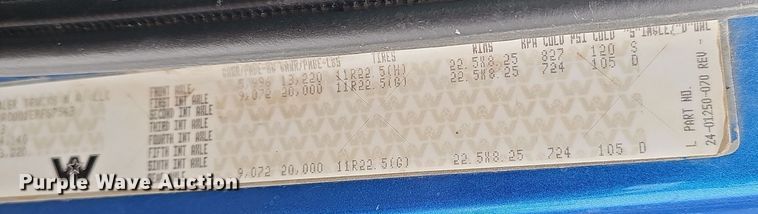 GAWR/PNBE-KG GAWR/PNBE-LBS TIRES RIMS RPM COLD PSI COLD S-INGLE/ D-UAL
FRONT AXLE 13,220 11R22.5(H) 22.5X8.25 827 120 S
FIRST INT AXLE 9,072 20,000 11R22.5(G) 22.5X8.25 724 105 D
SECOND INT AXLE
THIRD INT AXLE
FOURTH INT AXLE
FIFTH INT AXLE
SIXTH INT AXLE
REAR AXLE 9,072 20,000 11R22.5(G) 22.5X8.25 724 105 D
L PART NO.
24-01250-070 REV -
W
Purple Wave Auction